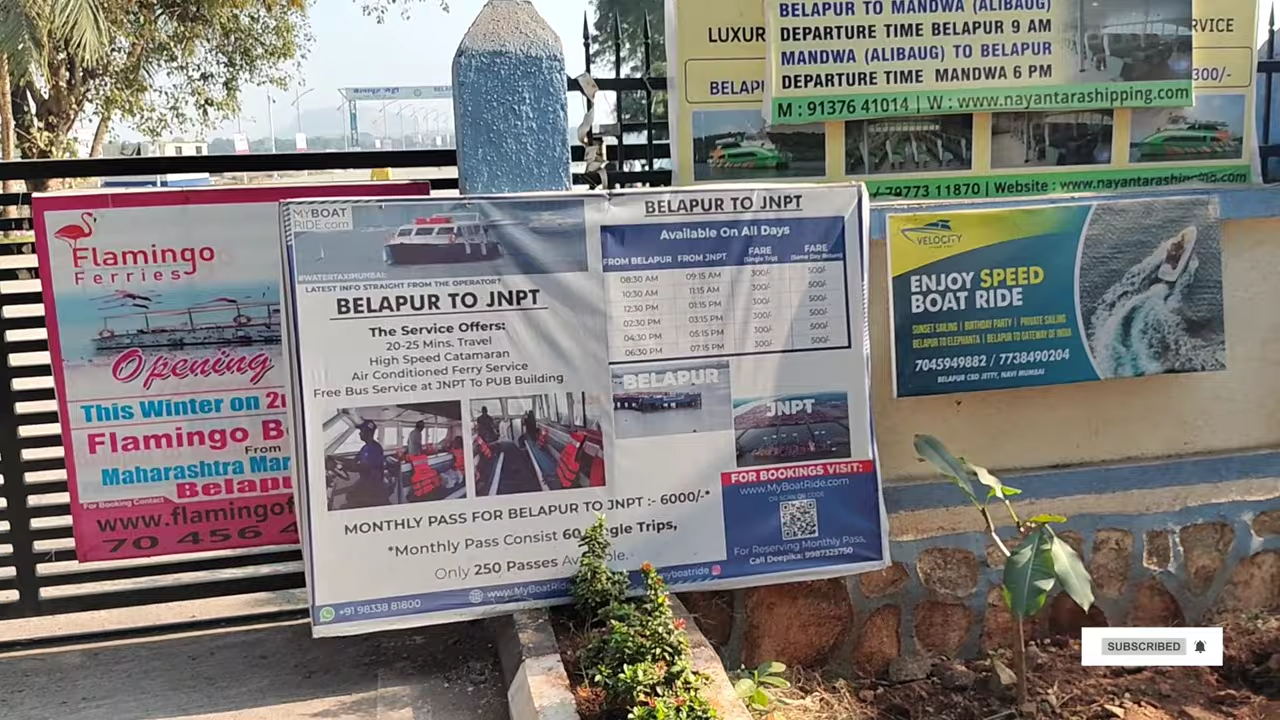 BELAPUR TO MANDWA (ALIBAUG)
DEPARTURE TIME BELAPUR 9 AM
MANDWA (ALIBAUG) TO BELAPUR
DEPARTURE TIME MANDWA 6 PM
M : 91376 41014 | W : www.nayantarashipping.com
LUXUR
RVICE
BELAPU
300/-
/ 70773 11870 | Website : www.nayantarashipping.com
बेलापूर जेट्टी
Flamingo
Ferries
Opening
This Winter on 2
Flamingo B
From
Maharashtra Mar
Belapu
For Booking Contact
www.flamingof
70 456 4
MYBOAT
RIDE.com
#WATERTAXIMUMBAI:
LATEST INFO STRAIGHT FROM THE OPERATOR?
BELAPUR TO JNPT
The Service Offers:
20-25 Mins. Travel
High Speed Catamaran
Air Conditioned Ferry Service
Free Bus Service at JNPT To PUB Building
BELAPUR TO JNPT
Available On All Days
FROM BELAPUR FROM JNPT FARE (Single Trip) FARE (Same Day Return)
08:30 AM 09:15 AM 300/- 500/-
10:30 AM 11:15 AM 300/- 500/-
12:30 PM 01:15 PM 300/- 500/-
02:30 PM 03:15 PM 300/- 500/-
04:30 PM 05:15 PM 300/- 500/-
06:30 PM 07:15 PM 300/- 500/-
BELAPUR
JNPT
MONTHLY PASS FOR BELAPUR TO JNPT :- 6000/-*
*Monthly Pass Consist 60 gle Trips,
Only 250 Passes Av e.
FOR BOOKINGS VISIT:
www.MyBoatRide.com
OR SCAN QR CODE
For Reserving Monthly Pass,
Call Deepika: 9987325750
+91 98338 81800
www.MyBoatRide
myboatride
VELOCITY
ENJOY SPEED
BOAT RIDE
SUNSET SAILING | BIRTHDAY PARTY | PRIVATE SAILING
BELAPUR TO ELEPHANTA | BELAPUR TO GATEWAY OF INDIA
7045949882 / 7738490204
BELAPUR CBD JETTY, NAVI MUMBAI
SUBSCRIBED